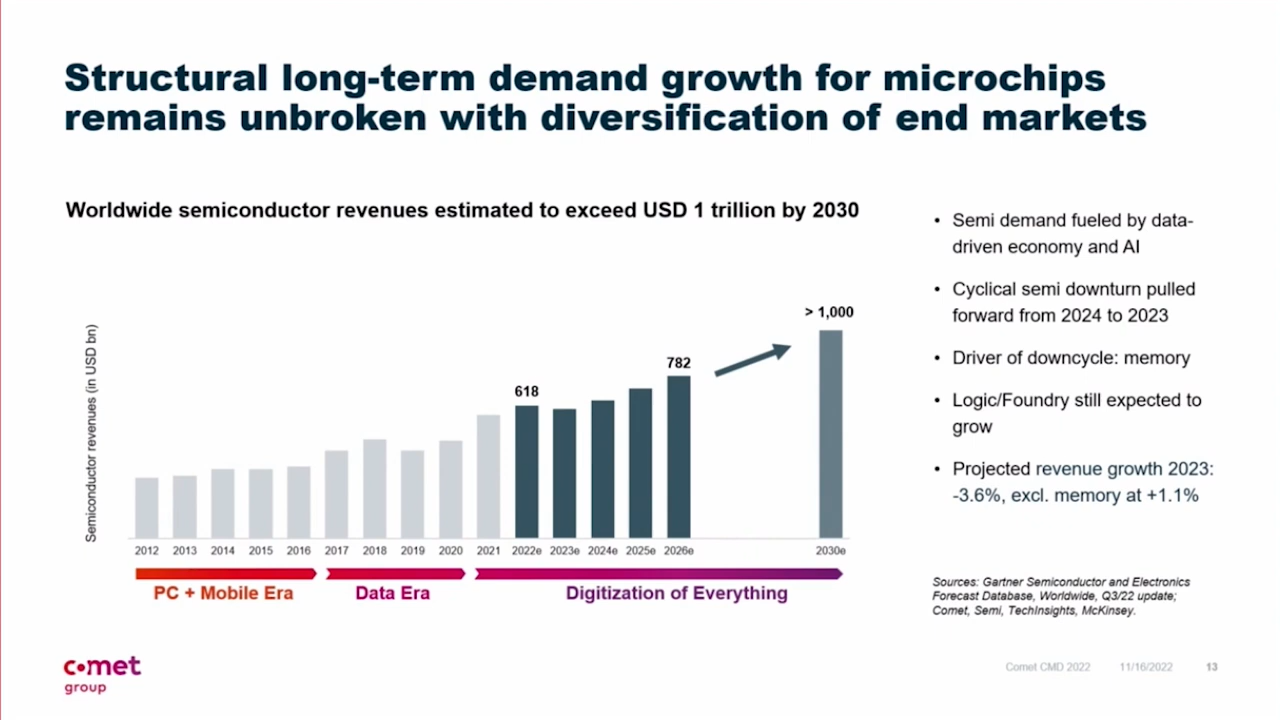 Structural long-term demand growth for microchips
remains unbroken with diversification of end markets
Worldwide semiconductor revenues estimated to exceed USD 1 trillion by 2030
Semiconductor revenues (in USD bn)
618
782
> 1,000
2012 2013 2014 2015 2016 2017 2018 2019 2020 2021 2022e 2023e 2024e 2025e 2026e 2030e
PC + Mobile Era
Data Era
Digitization of Everything
• Semi demand fueled by data-
driven economy and AI
• Cyclical semi downturn pulled
forward from 2024 to 2023
• Driver of downcycle: memory
• Logic/Foundry still expected to
grow
• Projected revenue growth 2023:
-3.6%, excl. memory at +1.1%
Sources: Gartner Semiconductor and Electronics
Forecast Database, Worldwide, Q3/22 update;
Comet, Semi, TechInsights, McKinsey.
comet
group
Comet CMD 2022 11/16/2022 13